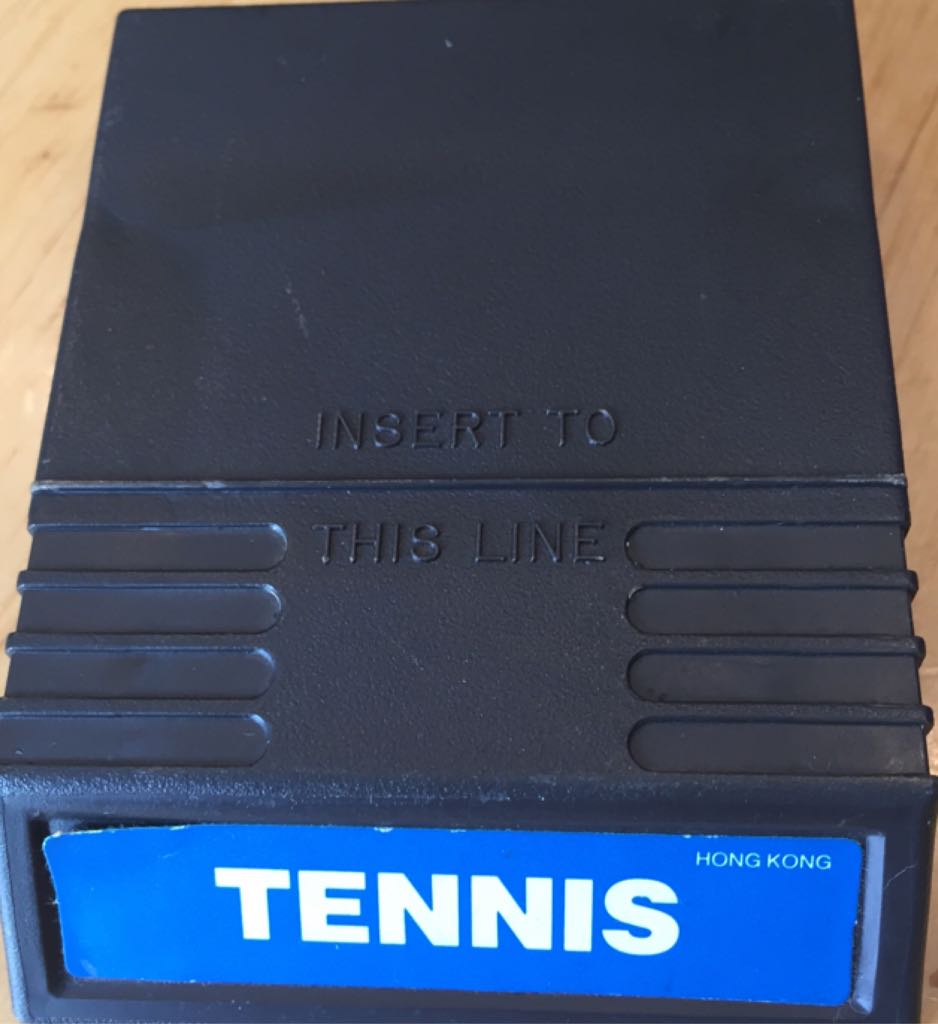 INSERT TO
THIS LINE
HONG KONG
TENNIS